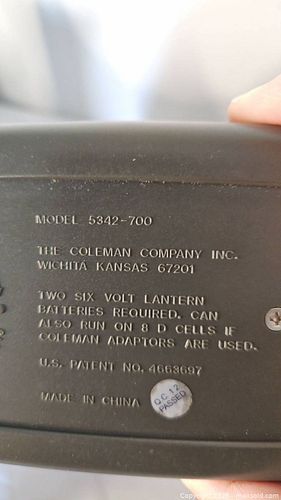 MODEL 5342-700
THE COLEMAN COMPANY INC.
WICHITA KANSAS 67201
TWO SIX VOLT LANTERN
BATTERIES REQUIRED. CAN
ALSO RUN ON 8 D CELLS IF
COLEMAN ADAPTORS ARE USED.
U.S. PATENT NO. 4663697
MADE IN CHINA
Q.C. 12
PASSED